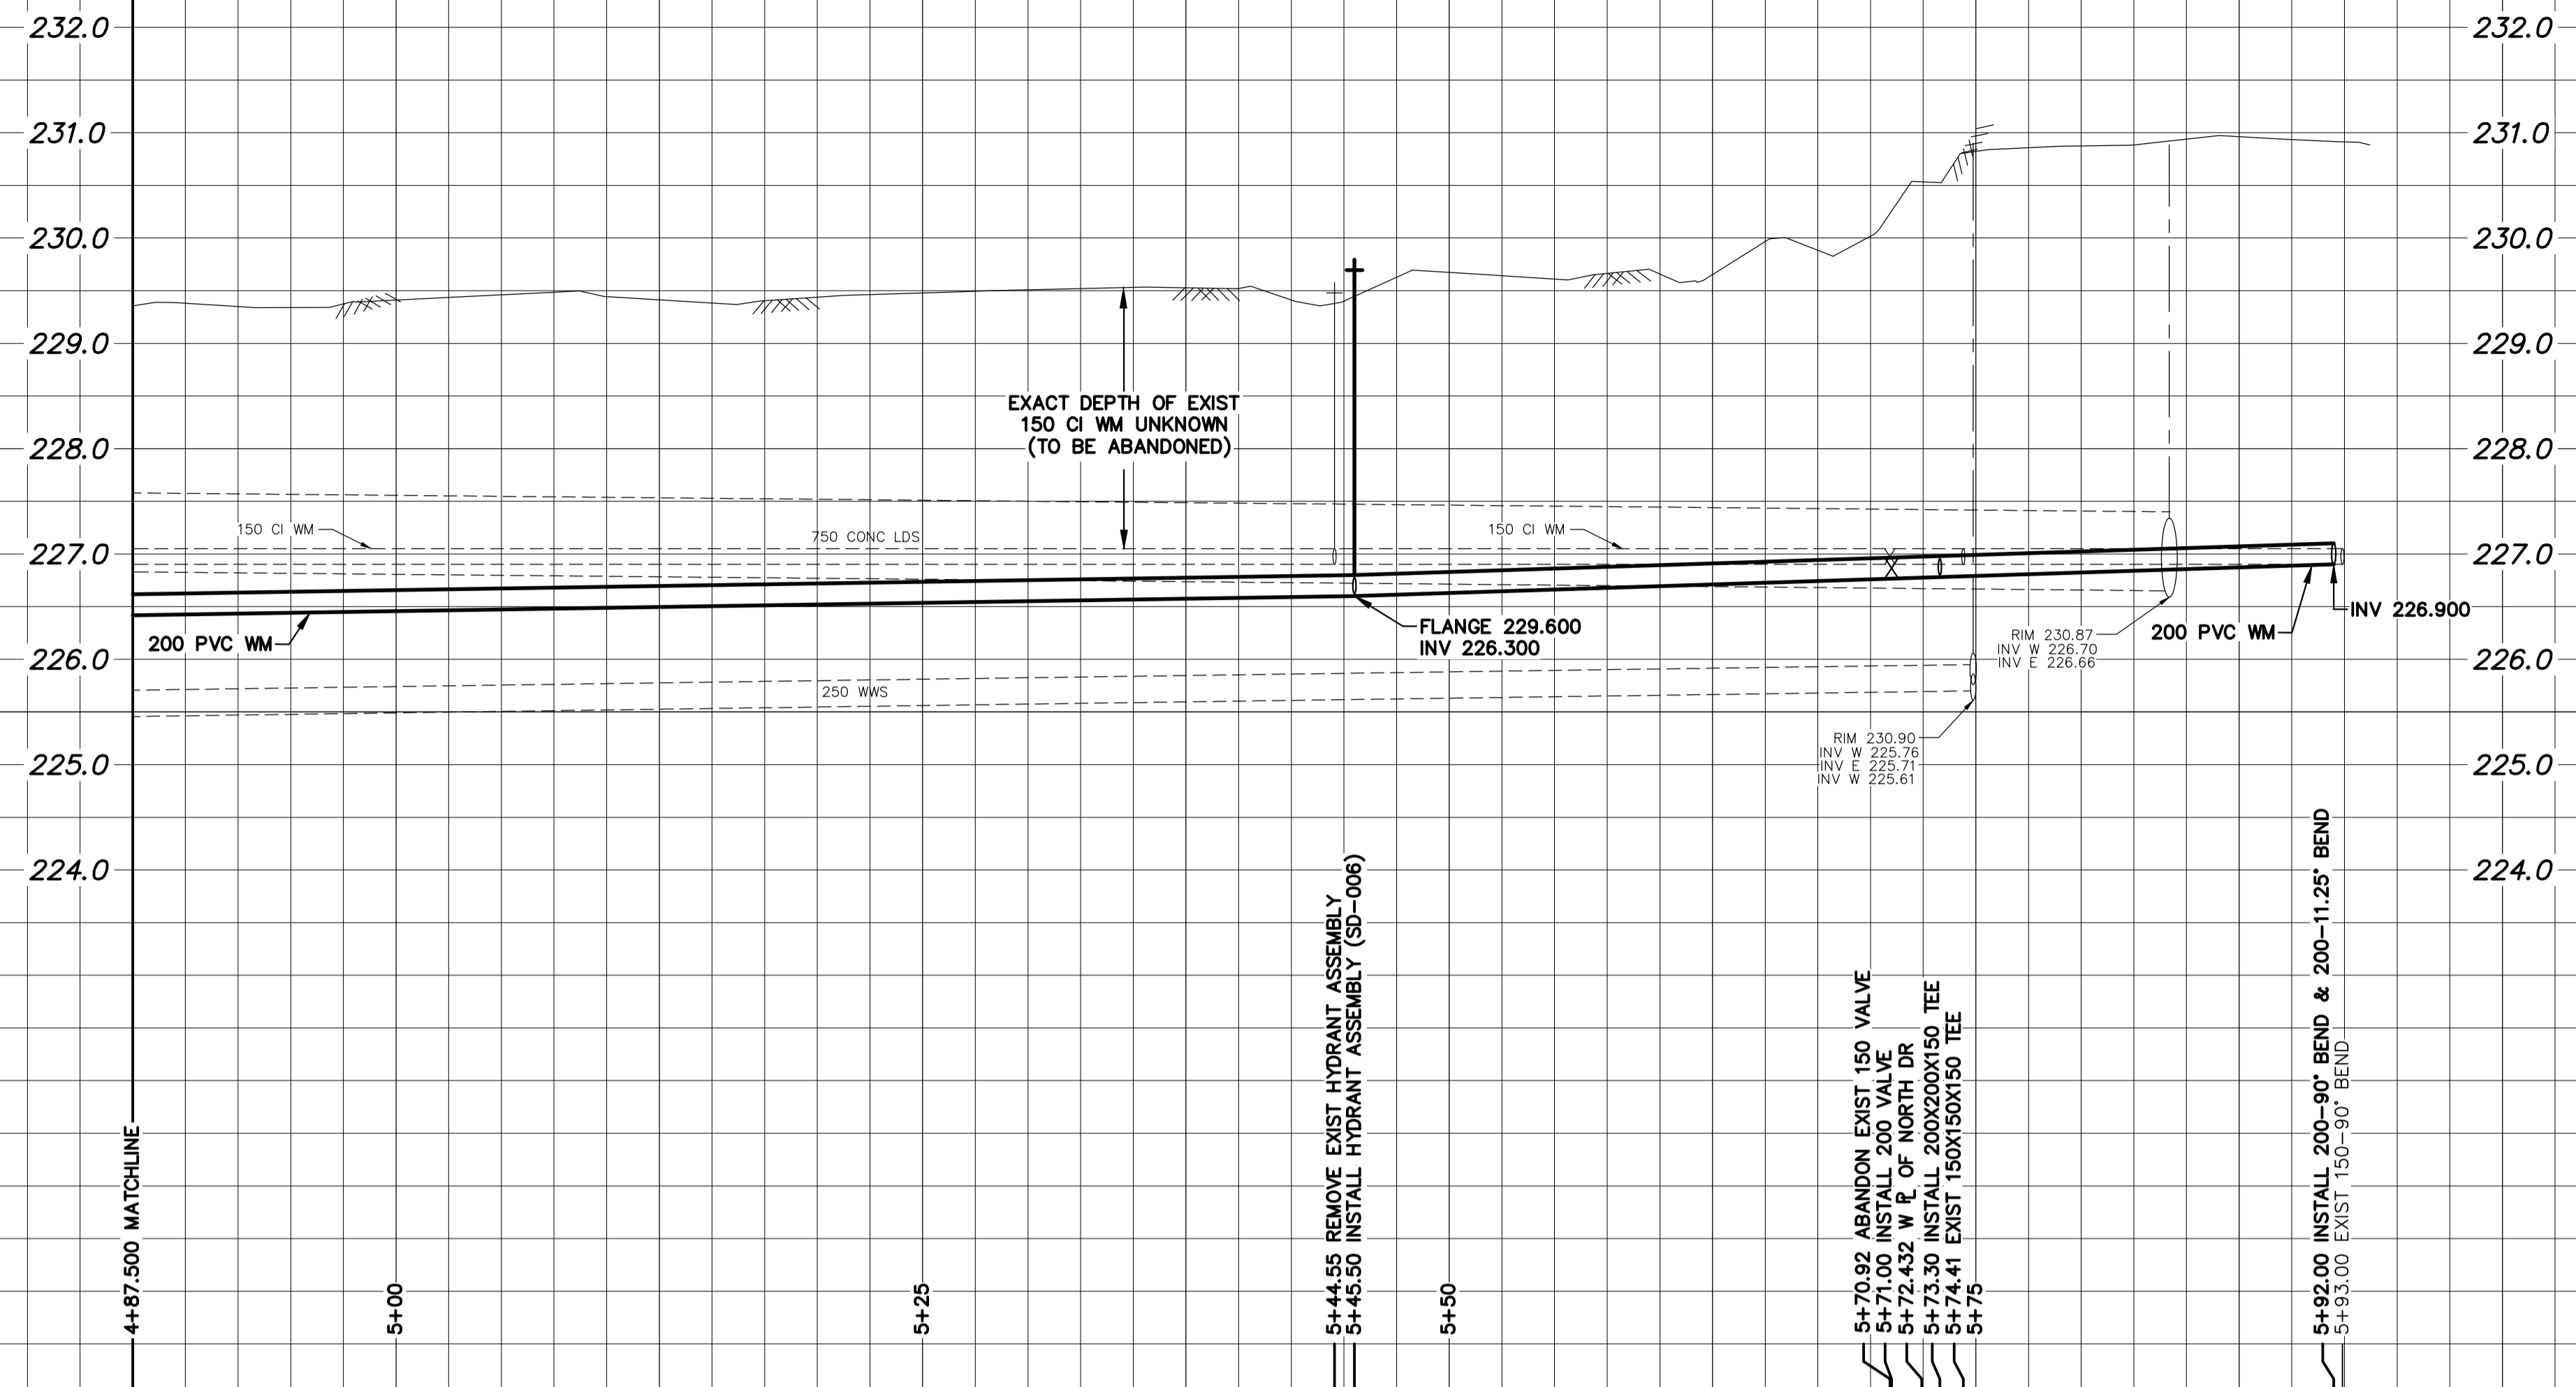 232.0
232.0
231.0
231.0
230.0
230.0
229.0
229.0
EXACT DEPTH OF EXIST
150 CI WM UNKNOWN
(TO BE ABANDONED)
228.0
228.0
150 CI WM
750 CONC LDS
150 CI WM
227.0
227.0
200 PVC WM
FLANGE 229.600
INV 226.300
RIM 230.87
INV W 226.70
INV E 226.66
200 PVC WM
INV 226.900
226.0
226.0
250 WWS
RIM 230.90
INV W 225.76
INV E 225.71
INV W 225.61
225.0
225.0
224.0
224.0
4+87.500 MATCHLINE
5+00
5+25
5+44.55 REMOVE EXIST HYDRANT ASSEMBLY
5+45.50 INSTALL HYDRANT ASSEMBLY (SD-006)
5+50
5+70.92 ABANDON EXIST 150 VALVE
5+71.00 INSTALL 200 VALVE
5+72.432 W PL OF NORTH DR
5+73.30 INSTALL 200X200X150 TEE
5+74.41 EXIST 150X150X150 TEE
5+75
5+92.00 INSTALL 200-90° BEND & 200-11.25° BEND
5+93.00 EXIST 150-90° BEND